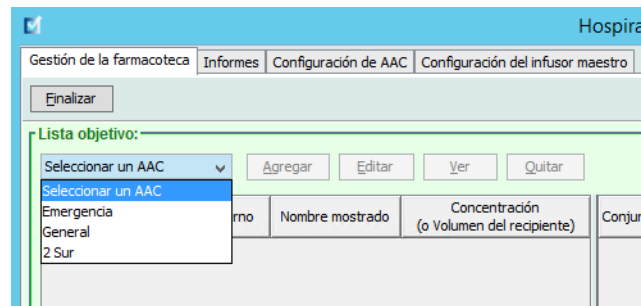 Hospira
Gestión de la farmacoteca Informes Configuración de AAC Configuración del infusor maestro
Finalizar
Lista objetivo:
Seleccionar un AAC Agregar Editar Ver Quitar
Seleccionar un AAC
Emergencia
General
2 Sur
rno Nombre mostrado Concentración
(o Volumen del recipiente) Conjur